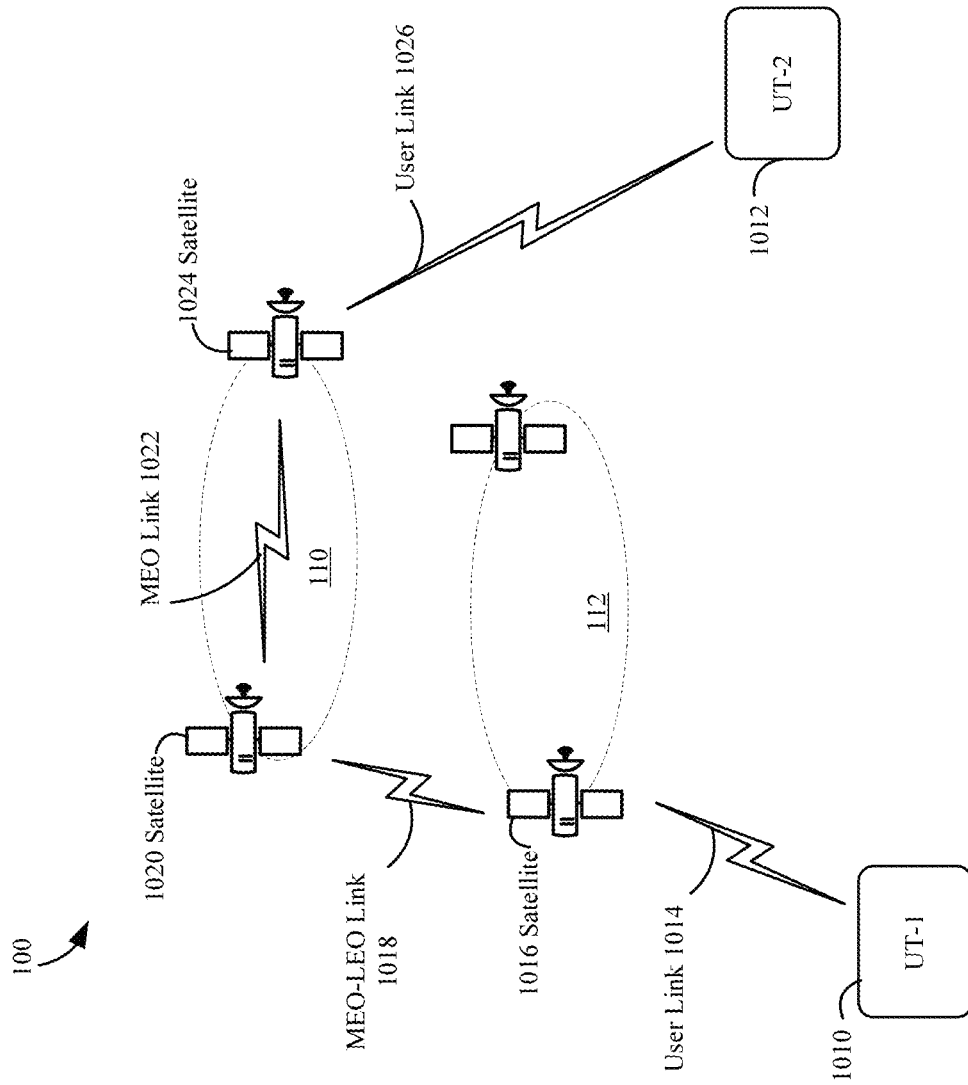 100
1020 Satellite
MEO Link 1022
1024 Satellite
User Link 1026
110
MEO-LEO Link
1018
1016 Satellite
112
User Link 1014
1010
UT-1
1012
UT-2